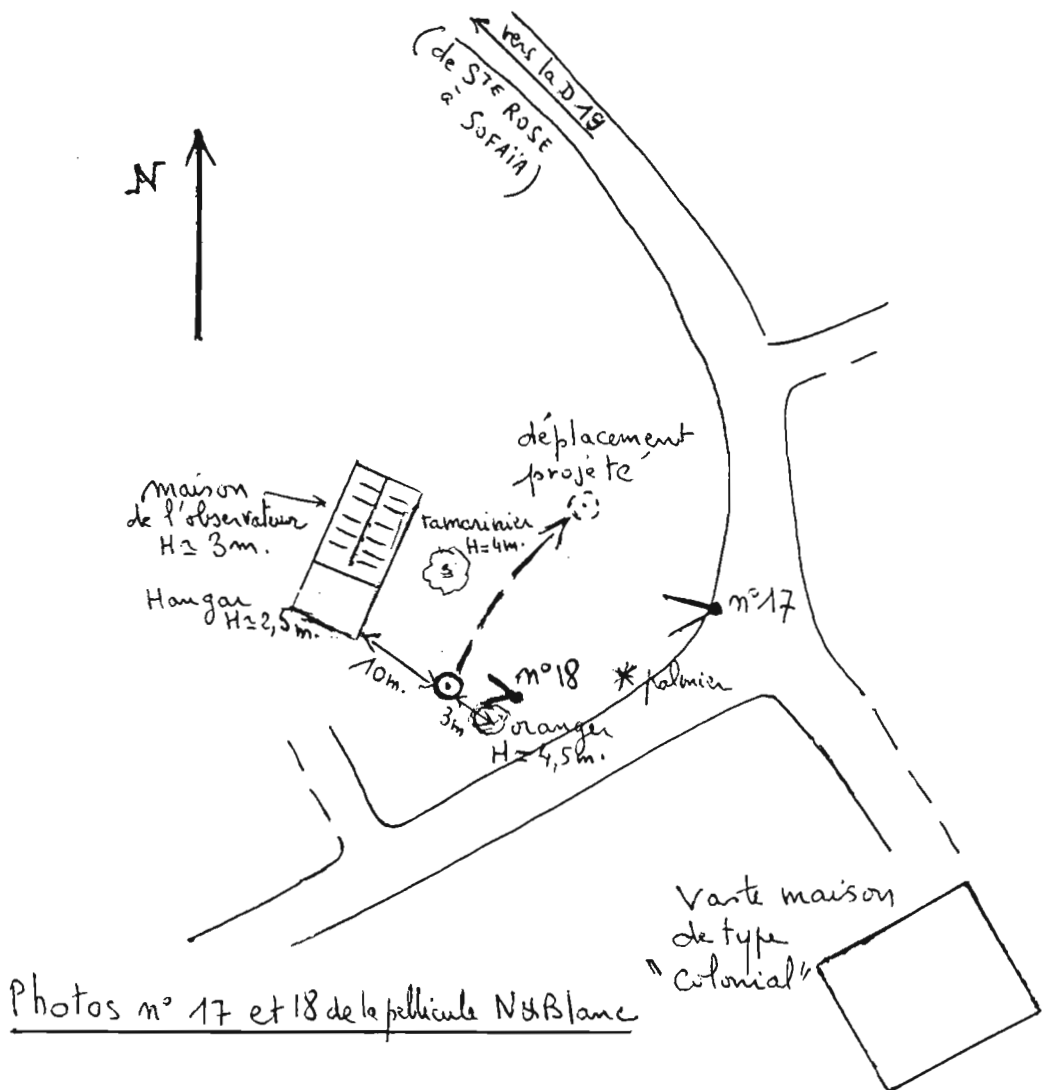 vers la D19
(de STE ROSE
à
SOFAÏA)
N
déplacement
projeté
maison
de l'observateur
H ≃ 3m.
tamarinier
H=4m.
Hangar
H≃2,5m.
n°17
10m.
n°18
palmier
3m
oranger
H ≃ 4,5m.
Vaste maison
de type
"colonial"
Photos n° 17 et 18 de la pellicule N&Blanc